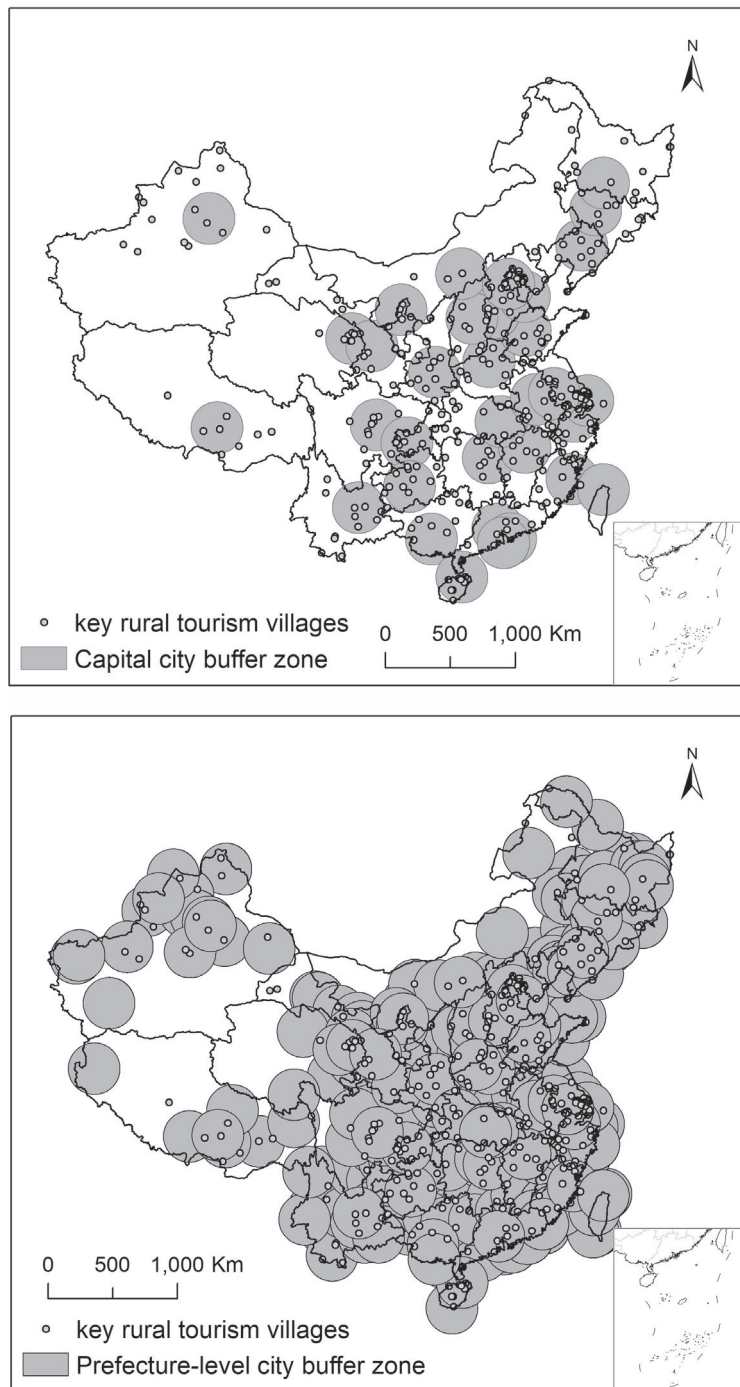 N
key rural tourism villages
Capital city buffer zone
0 500 1,000 Km
N
0 500 1,000 Km
key rural tourism villages
Prefecture-level city buffer zone